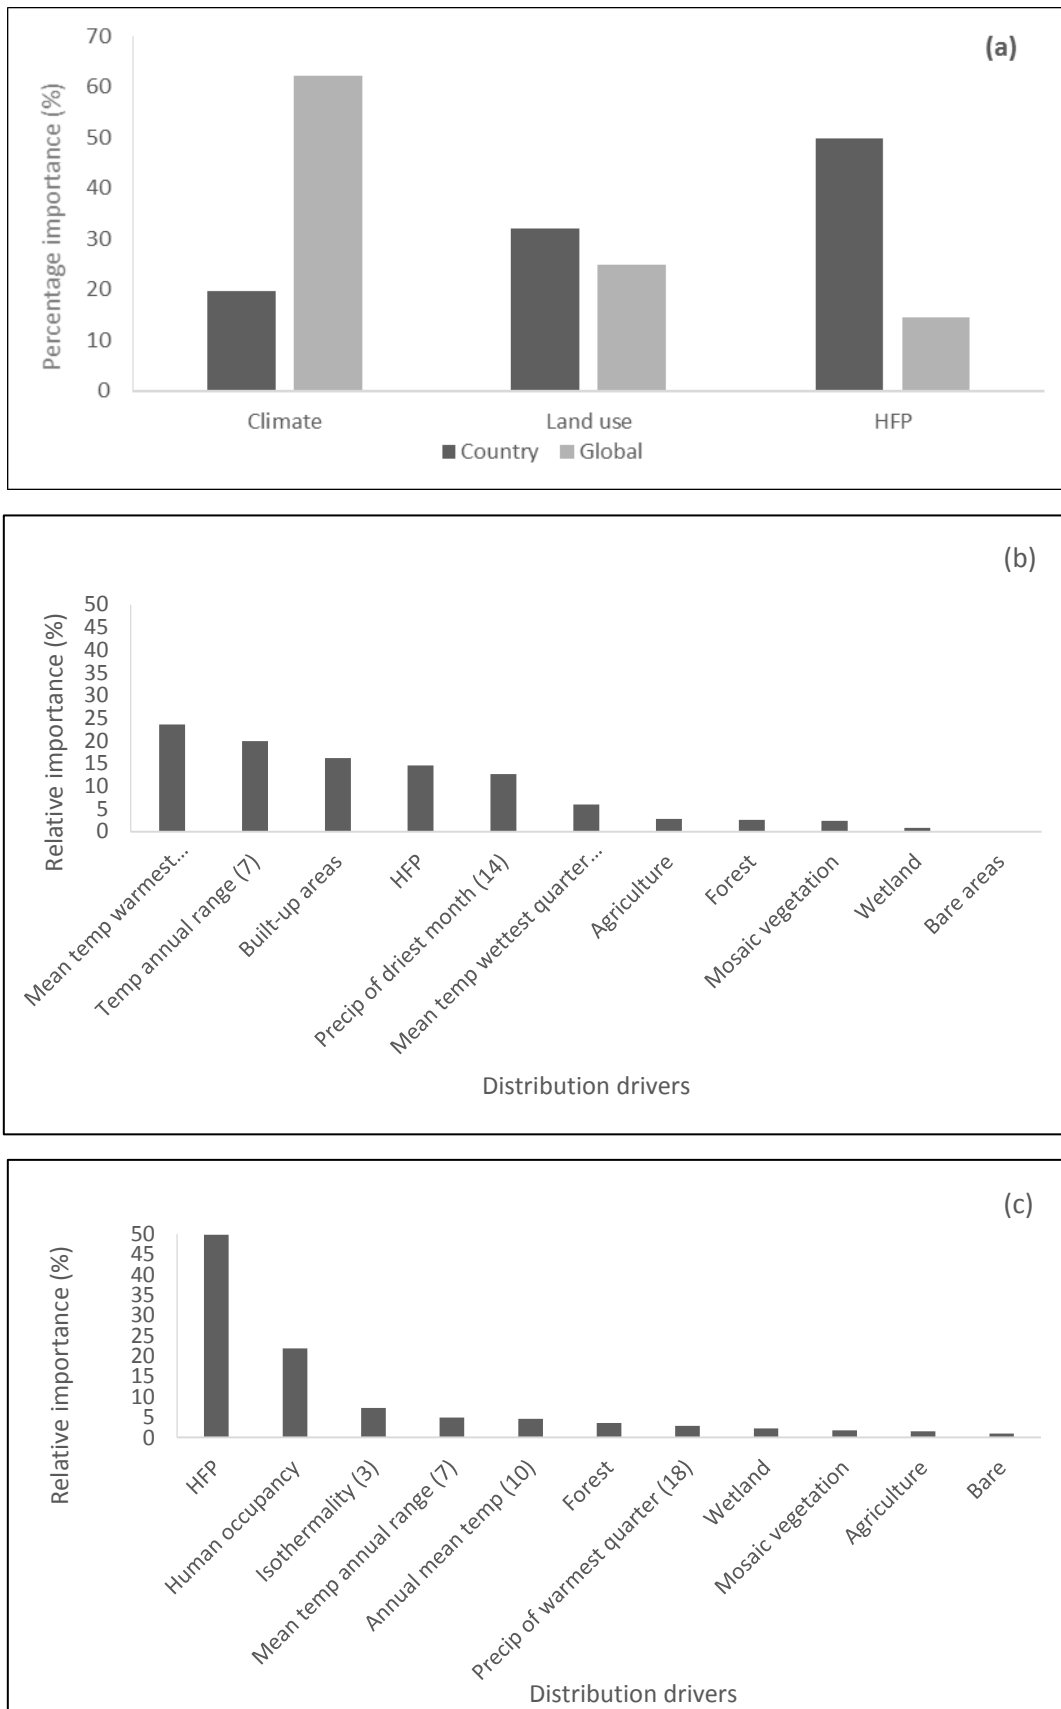 (a)
Percentage importance (%)
70
60
50
40
30
20
10
0
Climate
Land use
HFP
Country
Global
(b)
Relative importance (%)
50
45
40
35
30
25
20
15
10
5
0
Mean temp warmest...
Temp annual range (7)
Built-up areas
HFP
Precip of driest month (14)
Mean temp wettest quarter...
Agriculture
Forest
Mosaic vegetation
Wetland
Bare areas
Distribution drivers
(c)
Relative importance (%)
50
45
40
35
30
25
20
15
10
5
0
HFP
Human occupancy
Isothermality (3)
Mean temp annual range (7)
Annual mean temp (10)
Forest
Precip of warmest quarter (18)
Wetland
Mosaic vegetation
Agriculture
Bare
Distribution drivers